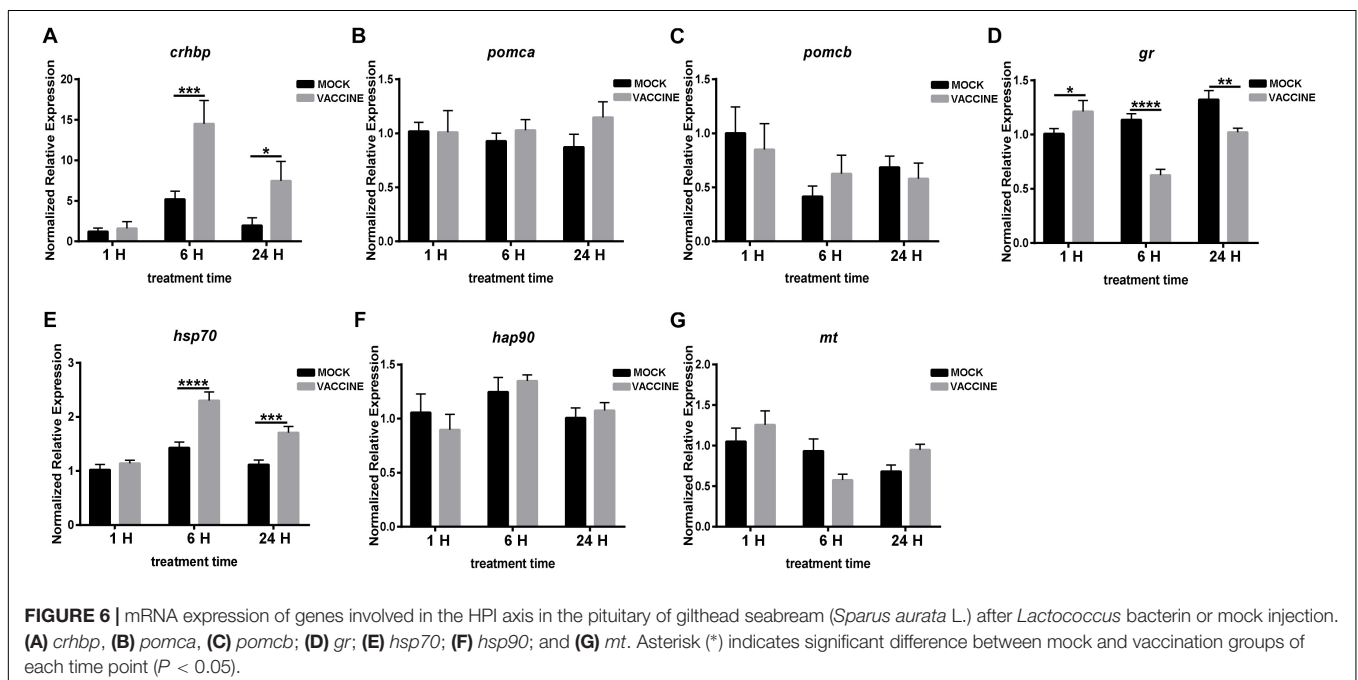 A
crhbp
Normalized Relative Expression
20
15
10
5
0
***
*
MOCK
VACCINE
1 H 6 H 24 H
treatment time
B
pomca
Normalized Relative Expression
1.5
1.0
0.5
0.0
MOCK
VACCINE
1 H 6 H 24 H
treatment time
C
pomcb
Normalized Relative Expression
1.5
1.0
0.5
0.0
MOCK
VACCINE
1 H 6 H 24 H
treatment time
D
gr
Normalized Relative Expression
1.5
1.0
0.5
0.0
*
****
**
MOCK
VACCINE
1 H 6 H 24 H
treatment time
E
hsp70
Normalized Relative Expression
3
2
1
0
****
***
MOCK
VACCINE
1 H 6 H 24 H
treatment time
F
hap90
Normalized Relative Expression
1.5
1.0
0.5
0.0
MOCK
VACCINE
1 H 6 H 24 H
treatment time
G
mt
Normalized Relative Expression
2.0
1.5
1.0
0.5
0.0
MOCK
VACCINE
1 H 6 H 24 H
treatment time
FIGURE 6 | mRNA expression of genes involved in the HPI axis in the pituitary of gilthead seabream (Sparus aurata L.) after Lactococcus bacterin or mock injection.
(A) crhbp, (B) pomca, (C) pomcb; (D) gr; (E) hsp70; (F) hsp90; and (G) mt. Asterisk (*) indicates significant difference between mock and vaccination groups of
each time point (P < 0.05).